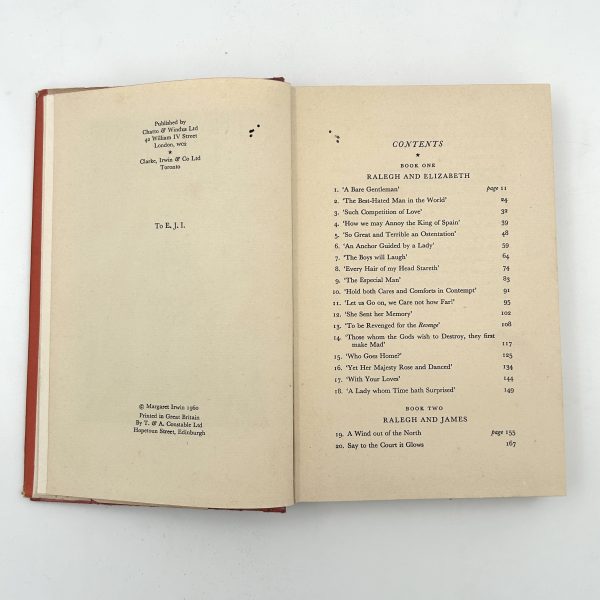 Published by
Chatto & Windus Ltd
42 William IV Street
London, WC2
★
Clarke, Irwin & Co Ltd
Toronto
To E. J. I.
© Margaret Irwin 1960
Printed in Great Britain
By T. & A. Constable Ltd
Hopetoun Street, Edinburgh
CONTENTS
★
BOOK ONE
RALEGH AND ELIZABETH
1. 'A Bare Gentleman' page 11
2. 'The Best-Hated Man in the World' 24
3. 'Such Competition of Love' 32
4. 'How we may Annoy the King of Spain' 39
5. 'So Great and Terrible an Ostentation' 48
6. 'An Anchor Guided by a Lady' 59
7. 'The Boys will Laugh' 64
8. 'Every Hair of my Head Stareth' 74
9. 'The Especial Man' 83
10. 'Hold both Cares and Comforts in Contempt' 91
11. 'Let us Go on, we Care not how Far!' 95
12. 'She Sent her Memory' 102
13. 'To be Revenged for the Revenge' 108
14. 'Those whom the Gods wish to Destroy, they first
make Mad' 117
15. 'Who Goes Home?' 125
16. 'Yet Her Majesty Rose and Danced' 134
17. 'With Your Loves' 144
18. 'A Lady whom Time hath Surprised' 149
BOOK TWO
RALEGH AND JAMES
19. A Wind out of the North page 155
20. Say to the Court it Glows 167